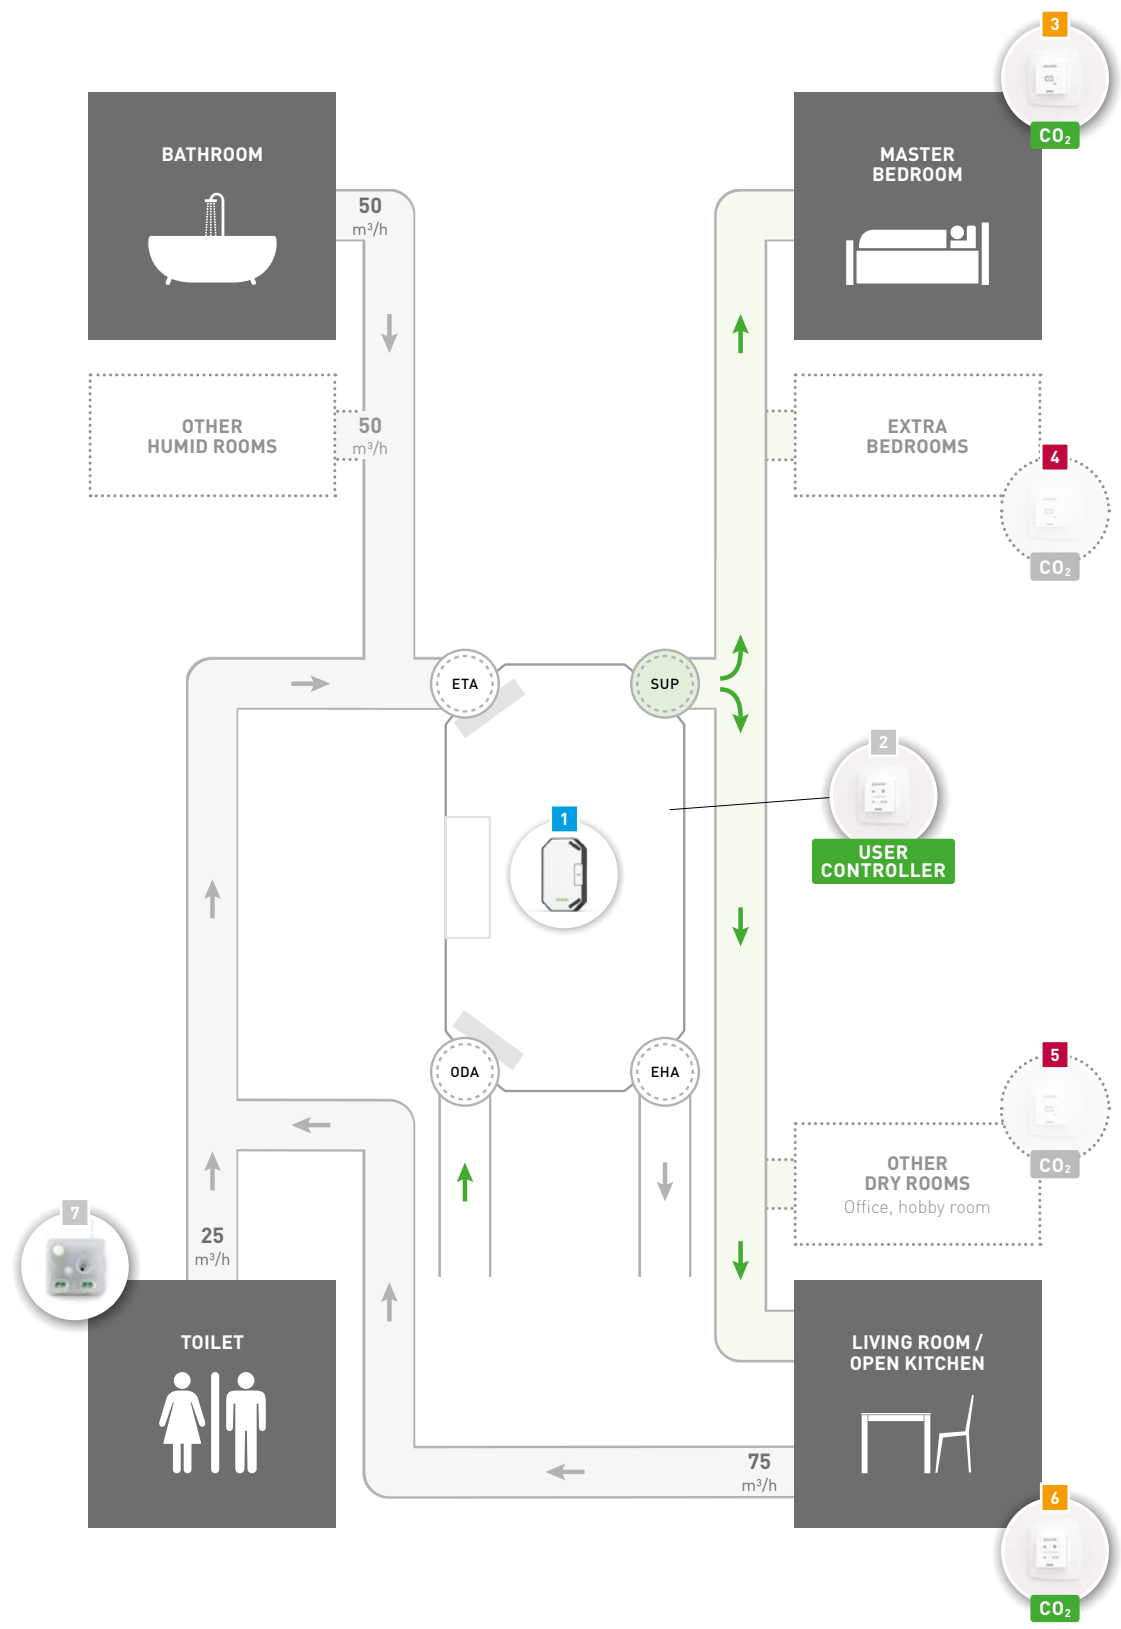 3
CO₂
BATHROOM
MASTER
BEDROOM
50
m³/h
OTHER
HUMID ROOMS
50
m³/h
EXTRA
BEDROOMS
4
CO₂
ETA
SUP
2
USER
CONTROLLER
1
ODA
EHA
5
CO₂
OTHER
DRY ROOMS
Office, hobby room
7
25
m³/h
TOILET
LIVING ROOM /
OPEN KITCHEN
75
m³/h
6
CO₂